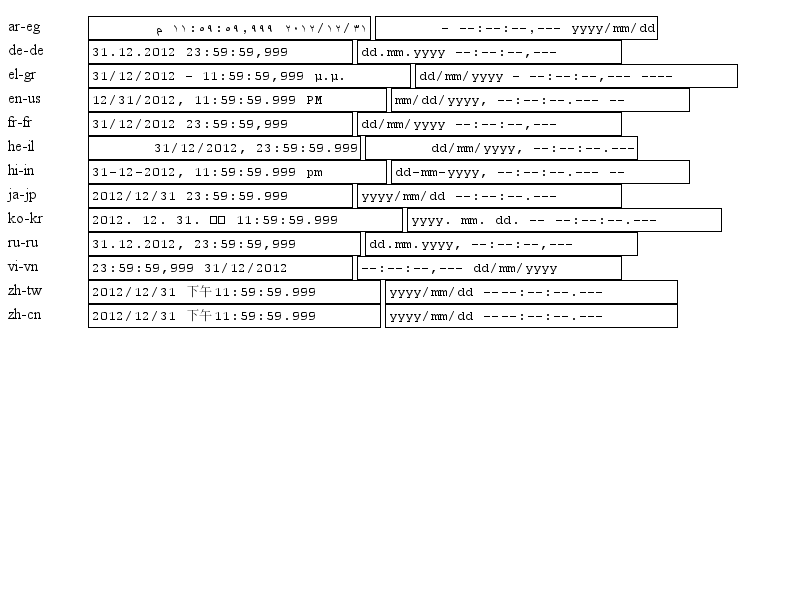 ar-eg م ١١:٥٩:٥٩,٩٩٩ ٢٠١٢/١٢/٣١ - --:--:--,--- yyyy/mm/dd
de-de 31.12.2012 23:59:59,999 dd.mm.yyyy --:--:--,---
el-gr 31/12/2012 - 11:59:59,999 μ.μ. dd/mm/yyyy - --:--:--,--- ----
en-us 12/31/2012, 11:59:59.999 PM mm/dd/yyyy, --:--:--.--- --
fr-fr 31/12/2012 23:59:59,999 dd/mm/yyyy --:--:--,---
he-il 31/12/2012, 23:59:59.999 dd/mm/yyyy, --:--:--.---
hi-in 31-12-2012, 11:59:59.999 pm dd-mm-yyyy, --:--:--.--- --
ja-jp 2012/12/31 23:59:59.999 yyyy/mm/dd --:--:--.---
ko-kr 2012. 12. 31. 11:59:59.999 yyyy. mm. dd. -- --:--:--.---
ru-ru 31.12.2012, 23:59:59,999 dd.mm.yyyy, --:--:--,---
vi-vn 23:59:59,999 31/12/2012 --:--:--,--- dd/mm/yyyy
zh-tw 2012/12/31 下午11:59:59.999 yyyy/mm/dd ----:--:--.---
zh-cn 2012/12/31 下午11:59:59.999 yyyy/mm/dd ----:--:--.---